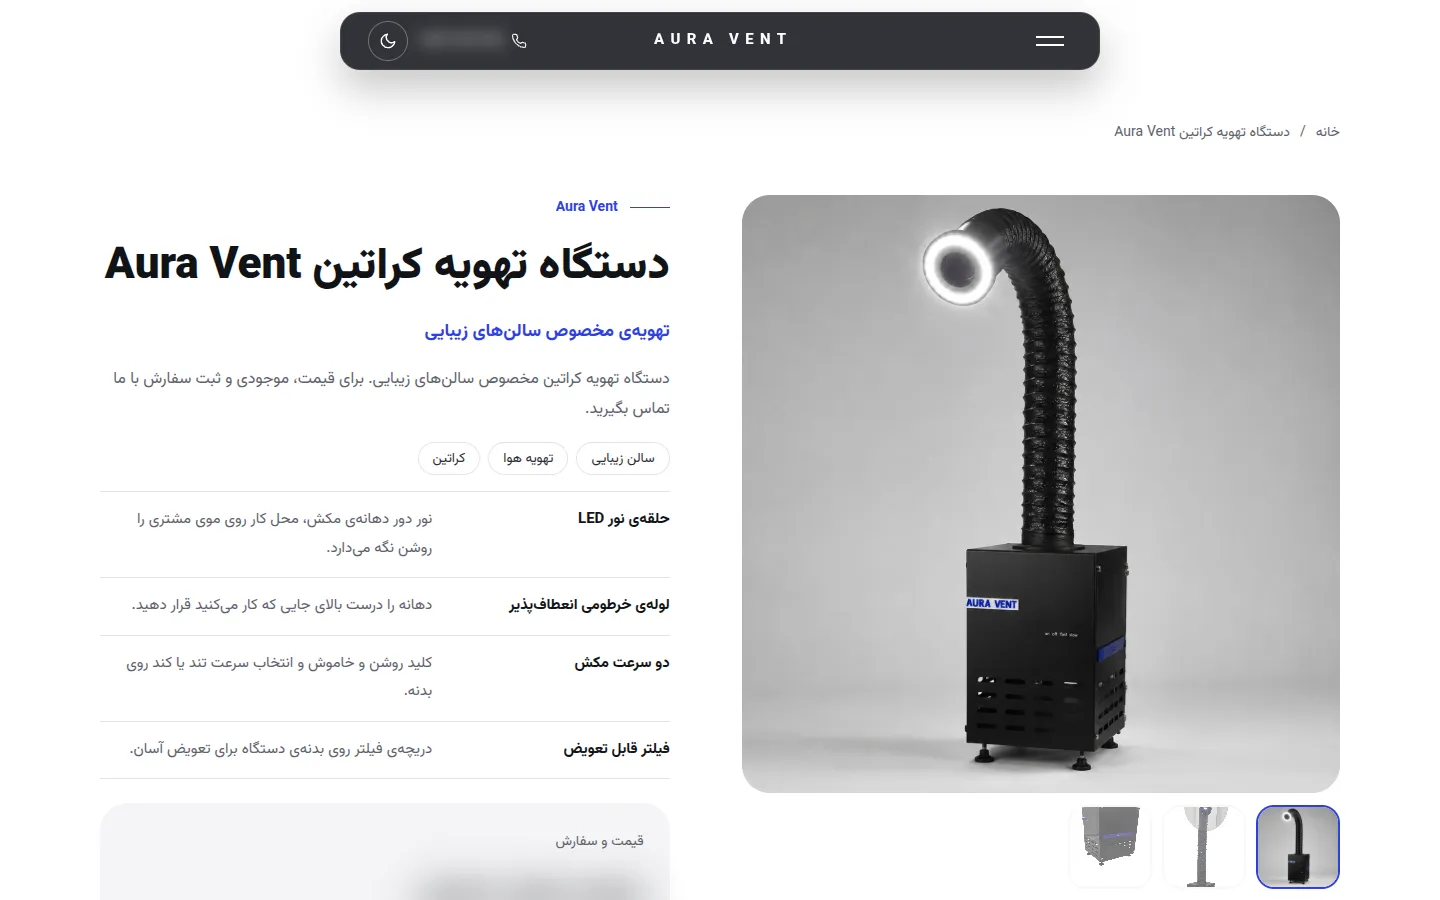 AURA VENT
خانه / دستگاه تهویه کراتین Aura Vent
Aura Vent
دستگاه تهویه کراتین Aura Vent
تهویه‌ی مخصوص سالن‌های زیبایی
دستگاه تهویه کراتین مخصوص سالن‌های زیبایی. برای قیمت، موجودی و ثبت سفارش با ما
تماس بگیرید.
سالن زیبایی
تهویه هوا
کراتین
حلقه‌ی نور LED
نور دور دهانه‌ی مکش، محل کار روی موی مشتری را
روشن نگه می‌دارد.
لوله‌ی خرطومی انعطاف‌پذیر
دهانه را درست بالای جایی که کار می‌کنید قرار دهید.
دو سرعت مکش
کلید روشن و خاموش و انتخاب سرعت تند یا کند روی
بدنه.
فیلتر قابل تعویض
دریچه‌ی فیلتر روی بدنه‌ی دستگاه برای تعویض آسان.
قیمت و سفارش
AURA VENT